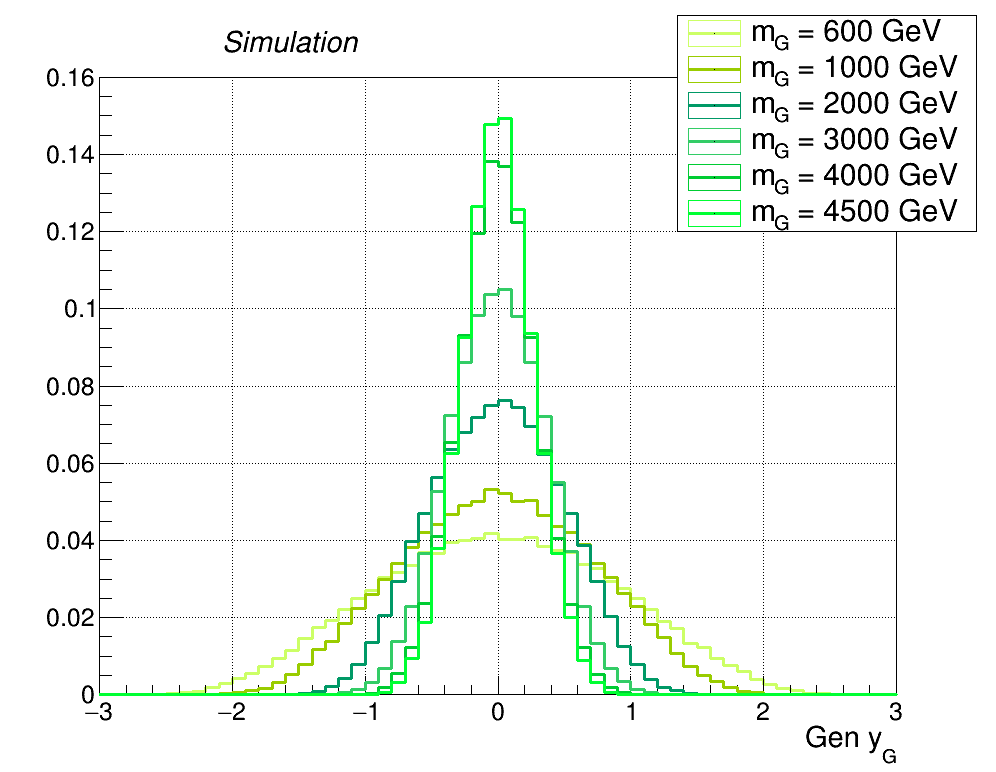 Simulation
m_G = 600 GeV
m_G = 1000 GeV
m_G = 2000 GeV
m_G = 3000 GeV
m_G = 4000 GeV
m_G = 4500 GeV
0.16
0.14
0.12
0.1
0.08
0.06
0.04
0.02
0
−3 −2 −1 0 1 2 3
Gen y_G